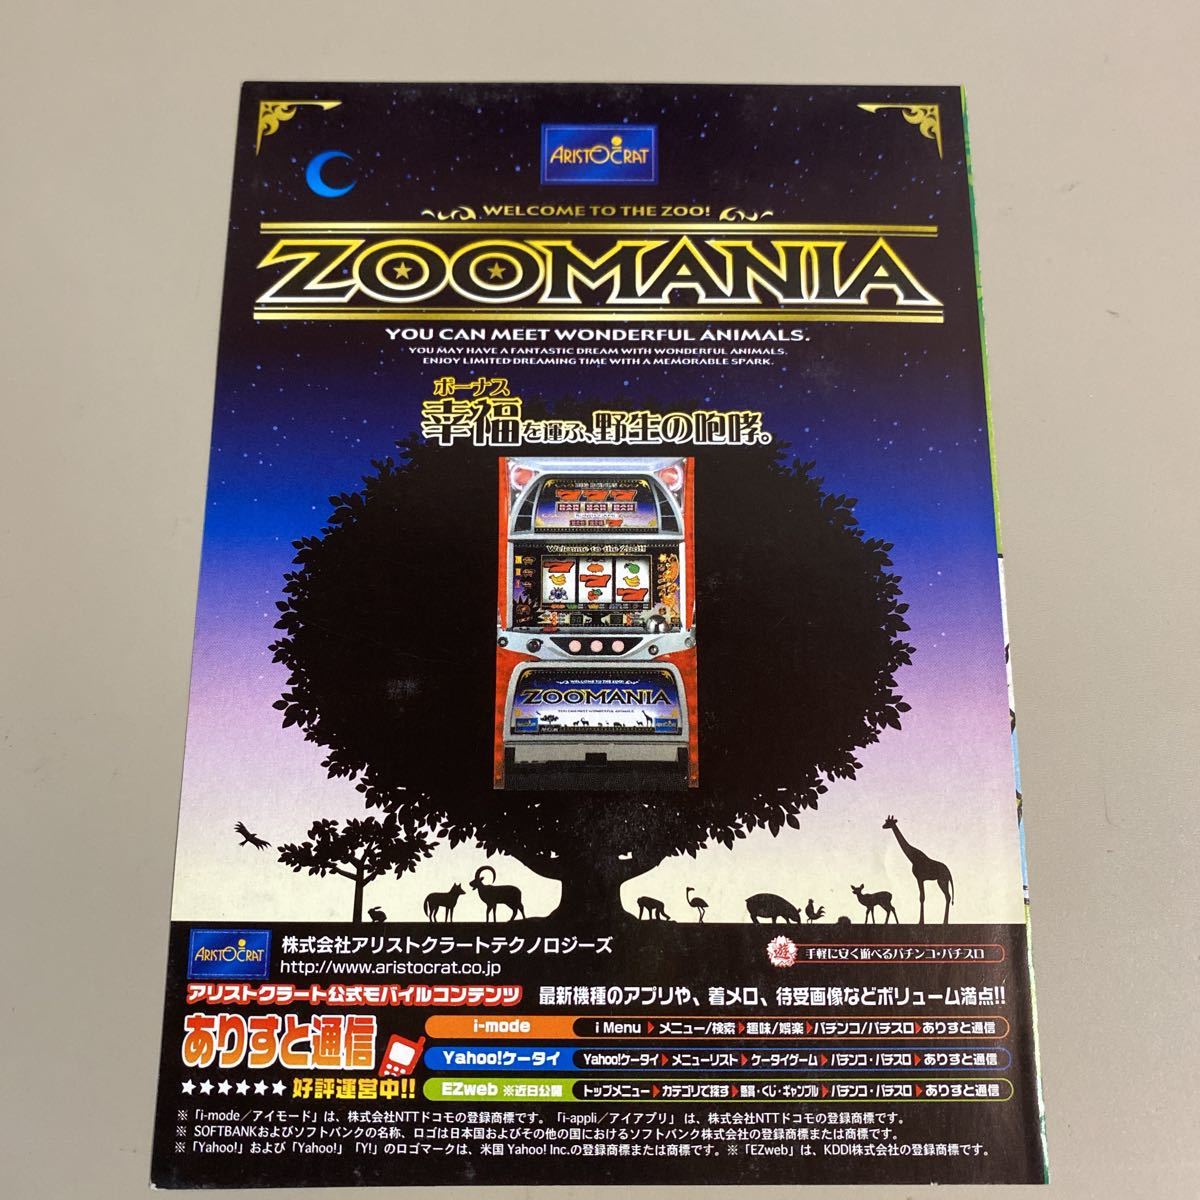 ARISTOCRAT
WELCOME TO THE ZOO!
ZOOMANIA
YOU CAN MEET WONDERFUL ANIMALS.
YOU MAY HAVE A FANTASTIC DREAM WITH WONDERFUL ANIMALS.
ENJOY LIMITED DREAMING TIME WITH A MEMORABLE SPARK.
ボーナス
幸福を運ぶ、野生の咆哮。
777
BAR BAR BAR
Welcome to the Zoo!!
WELCOME TO THE ZOO!
ZOOMANIA
YOU CAN MEET WONDERFUL ANIMALS.
ARISTOCRAT
株式会社アリストクラートテクノロジーズ
http://www.aristocrat.co.jp
遊 手軽に安く遊べるパチンコ・パチスロ
アリストクラート公式モバイルコンテンツ 最新機種のアプリや、着メロ、待受画像などボリューム満点!!
ありすと通信
★★★★★★ 好評運営中!!
i-mode i Menu ▶ メニュー/検索 ▶ 趣味/娯楽 ▶ パチンコ/パチスロ ▶ ありすと通信
Yahoo!ケータイ Yahoo!ケータイ ▶ メニューリスト ▶ ケータイゲーム ▶ パチンコ・パチスロ ▶ ありすと通信
EZweb ※近日公開 トップメニュー ▶ カテゴリで探す ▶ 懸賞・くじ・ギャンブル ▶ パチンコ・パチスロ ▶ ありすと通信
※「i-mode／アイモード」は、株式会社NTTドコモの登録商標です。「i-appli／アイアプリ」 は、株式会社NTTドコモの登録商標です。
※ SOFTBANKおよびソフトバンクの名称、ロゴは日本国およびその他の国におけるソフトバンク株式会社の登録商標または商標です。
※「Yahoo!」および「Yahoo!」「Y!」のロゴマークは、米国 Yahoo! Inc.の登録商標または商標です。※「EZweb」は、KDDI株式会社の登録商標です。